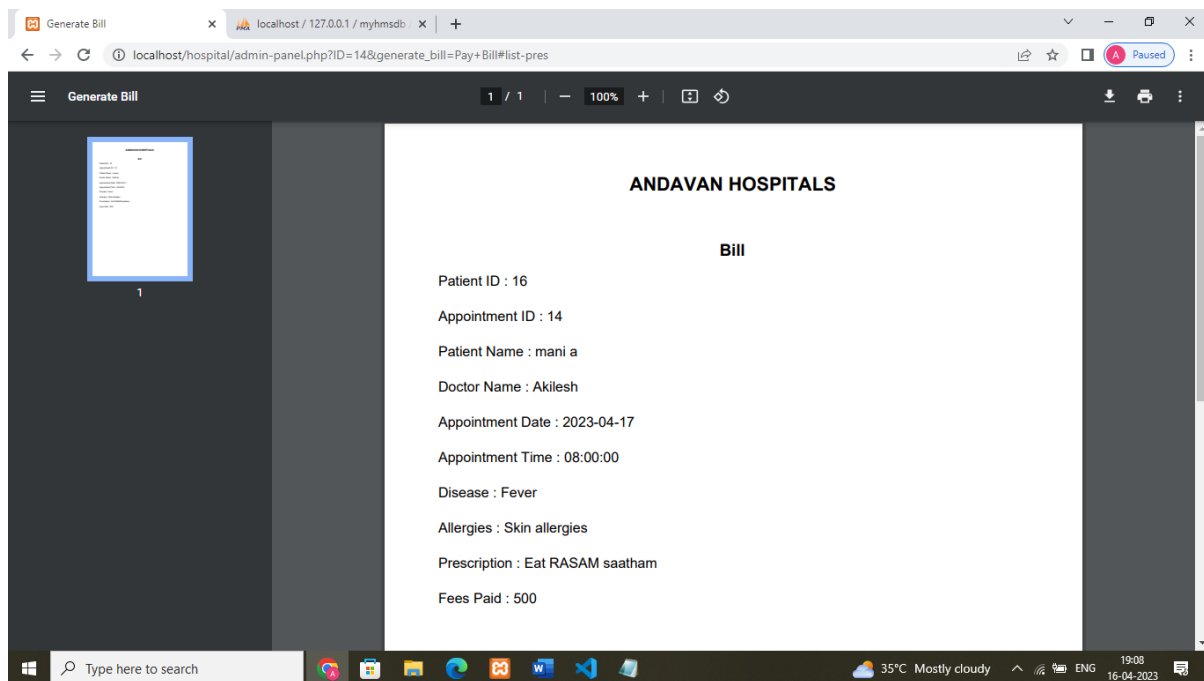 Generate Bill
localhost / 127.0.0.1 / myhmsdb
localhost/hospital/admin-panel.php?ID=14&generate_bill=Pay+Bill#list-pres
A Paused
Generate Bill
1 / 1
100%
ANDAVAN HOSPITALS
Bill
Patient ID : 16
Appointment ID : 14
Patient Name : mani a
Doctor Name : Akilesh
Appointment Date : 2023-04-17
Appointment Time : 08:00:00
Disease : Fever
Allergies : Skin allergies
Prescription : Eat RASAM saatham
Fees Paid : 500
1
Type here to search
35°C Mostly cloudy
ENG
19:08
16-04-2023